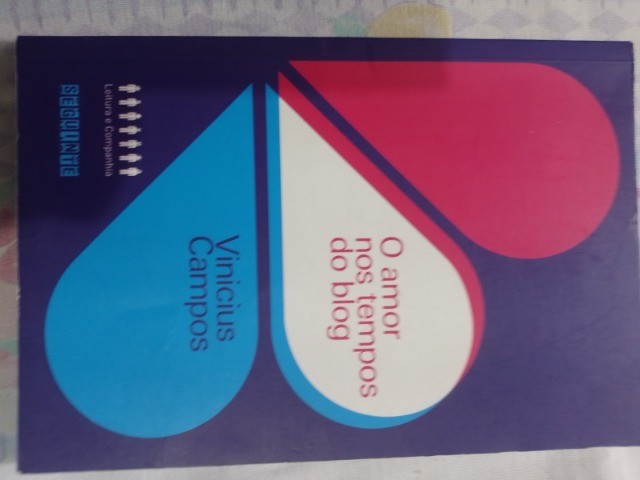 O amor
nos tempos
do blog
Vinicius
Campos
Leitura e Companhia
SEGUINTE